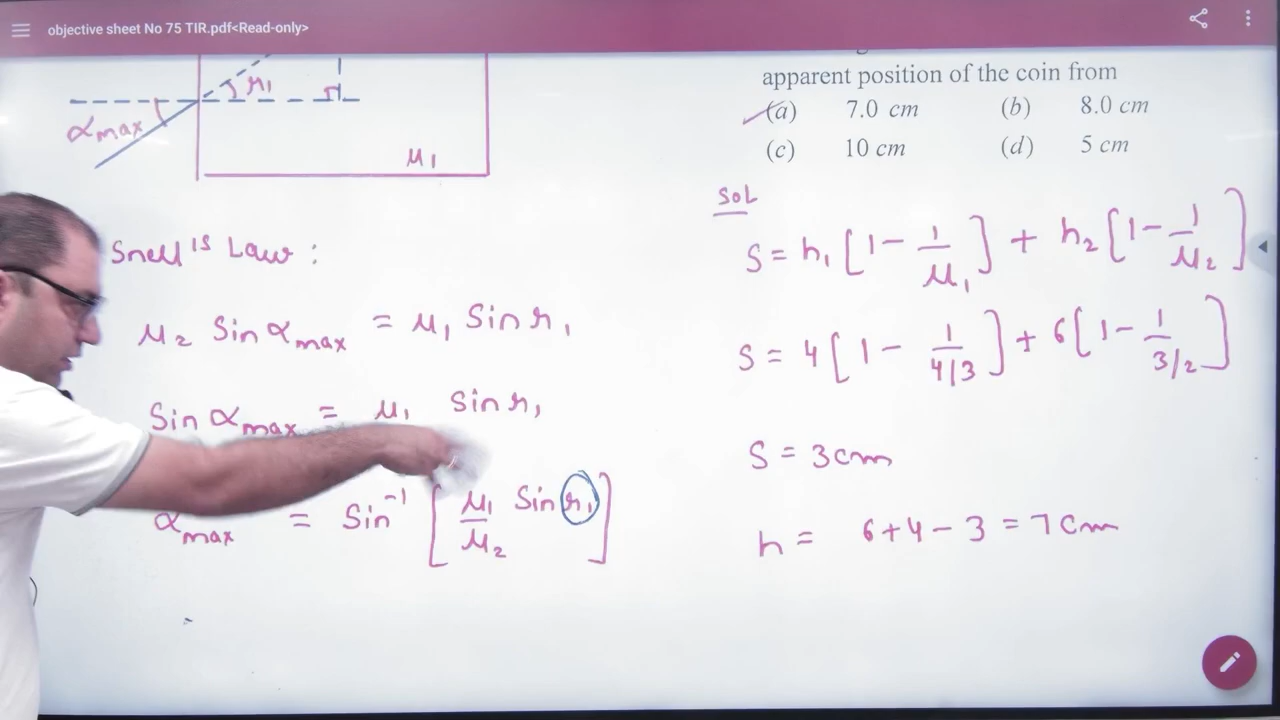 objective sheet No 75 TIR.pdf<Read-only>
r₁
αmax
μ₁
Snell's Law :
μ₂ Sin αmax = μ₁ Sin r₁
Sin αmax = μ₁ Sin r₁
αmax = Sin⁻¹ [ μ₁/μ₂ Sin r₁ ]
apparent position of the coin from
(a) 7.0 cm (b) 8.0 cm
(c) 10 cm (d) 5 cm
SOL
S = h₁ [ 1 - 1/μ₁ ] + h₂ [ 1 - 1/μ₂ ]
S = 4 [ 1 - 1/4/3 ] + 6 [ 1 - 1/3/2 ]
S = 3cm
h = 6+4-3 = 7cm